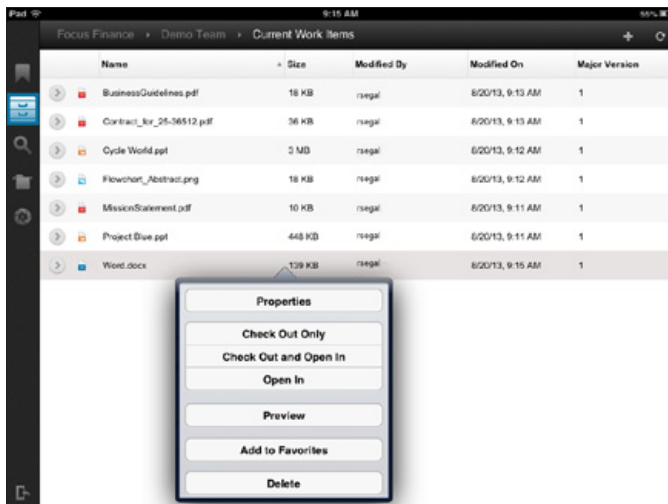 iPad 9:15 AM 55%
Focus Finance Demo Team Current Work Items
Name Size Modified By Modified On Major Version
BusinessGuidelines.pdf 18 KB rsegal 8/20/13, 9:13 AM 1
Contract_for_25-36512.pdf 36 KB rsegal 8/20/13, 9:13 AM 1
Cycle World.ppt 3 MB rsegal 8/20/13, 9:12 AM 1
Flowchart_Abstract.png 18 KB rsegal 8/20/13, 9:12 AM 1
MissionStatement.pdf 10 KB rsegal 8/20/13, 9:11 AM 1
Project Blue.ppt 448 KB rsegal 8/20/13, 9:11 AM 1
Word.docx 139 KB rsegal 8/20/13, 9:15 AM 1
Properties
Check Out Only
Check Out and Open In
Open In
Preview
Add to Favorites
Delete